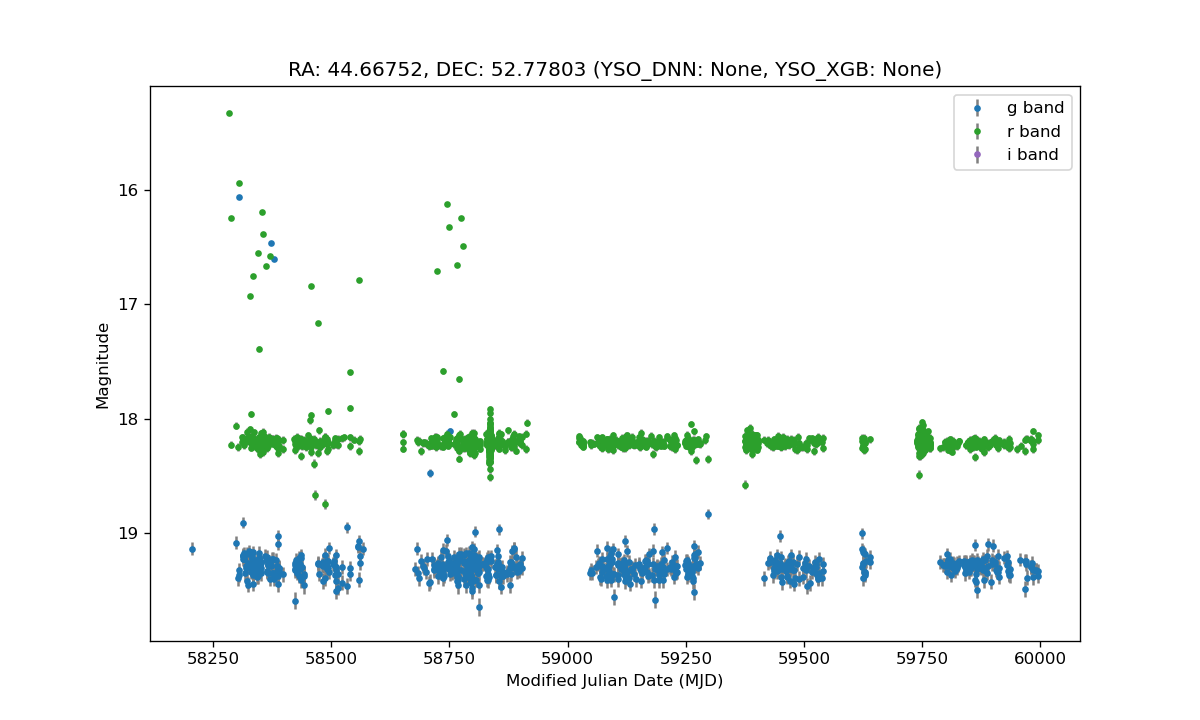 RA: 44.66752, DEC: 52.77803 (YSO_DNN: None, YSO_XGB: None)
g band
r band
i band
16
17
18
19
Magnitude
58250 58500 58750 59000 59250 59500 59750 60000
Modified Julian Date (MJD)